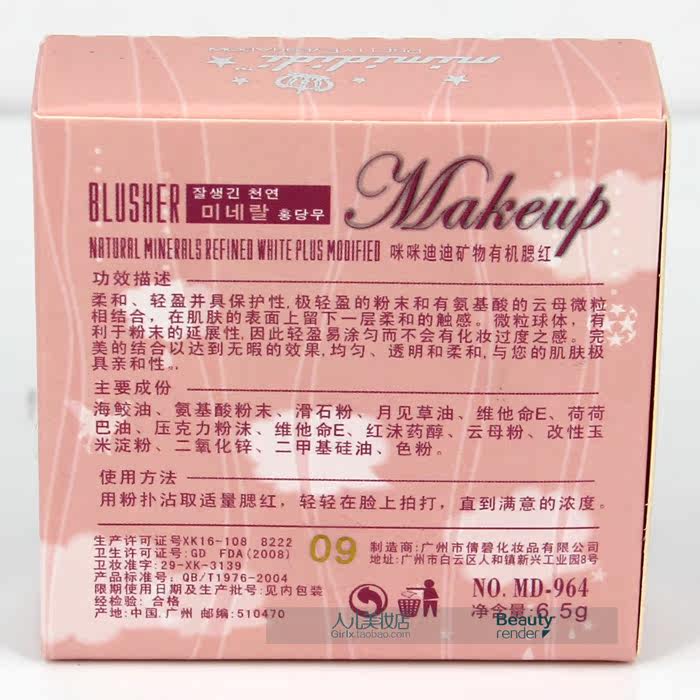 mimididi
PRETTY EYESHADOW
BLUSHER
잘생긴 천연
미네랄 홍당무
Makeup
NATURAL MINERALS REFINED WHITE PLUS MODIFIED 咪咪迪迪矿物有机腮红
功效描述
柔和、轻盈并具保护性,极轻盈的粉末和有氨基酸的云母微粒
相结合，在肌肤的表面上留下一层柔和的触感。微粒球体，有
利于粉末的延展性,因此轻盈易涂匀而不会有化妆过度之感。完
美的结合以达到无暇的效果,均匀、透明和柔和,与您的肌肤极
具亲和性。.
主要成份
海鲛油、氨基酸粉末、滑石粉、月见草油、维他命E、荷荷
巴油、压克力粉沫、维他命E、红沫药醇、云母粉、改性玉
米淀粉、二氧化锌、二甲基硅油、色粉。
使用方法
用粉扑沾取适量腮红，轻轻在脸上拍打，直到满意的浓度。
生产许可证号XK16-108 8222
卫生许可证号:GD FDA(2008)
卫妆准字:29-XK-3139
产品标准号: QB/T1976-2004
限期使用日期及生产批号:见内包装
经检验: 合格
产地:中国.广州 邮编:510470
09
制造商:广州市倩碧化妆品有限公司
地址:广州市白云区人和镇新兴工业园8号
NO. MD-964
净含量:6.5g
人儿美妆店
Girlx.taobao.com
Beauty
render